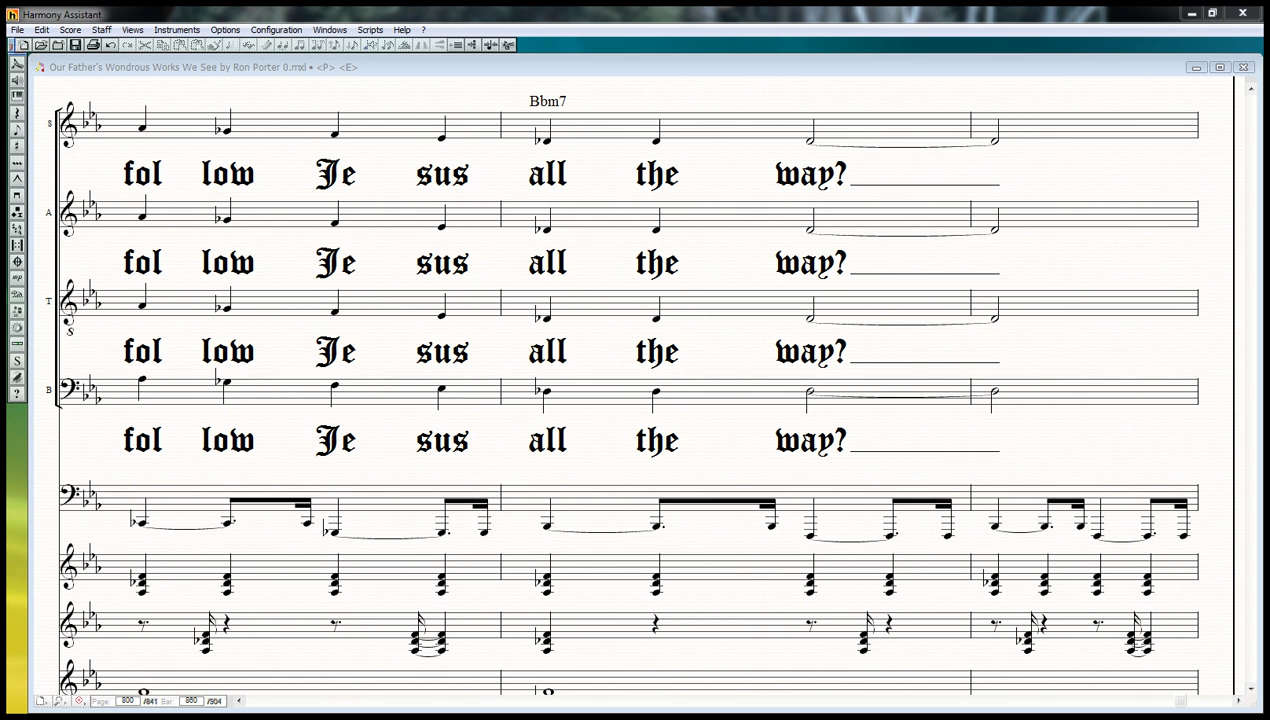 Harmony Assistant
File Edit Score Staff Views Instruments Options Configuration Windows Scripts Help ?
Our Father's Wondrous Works We See by Ron Porter 0.mxl • <P> <E>
Bbm7
S
fol low Je sus all the way?
A
fol low Je sus all the way?
T
8
fol low Je sus all the way?
B
fol low Je sus all the way?
Page: 800 /841 Bar: 860 /904